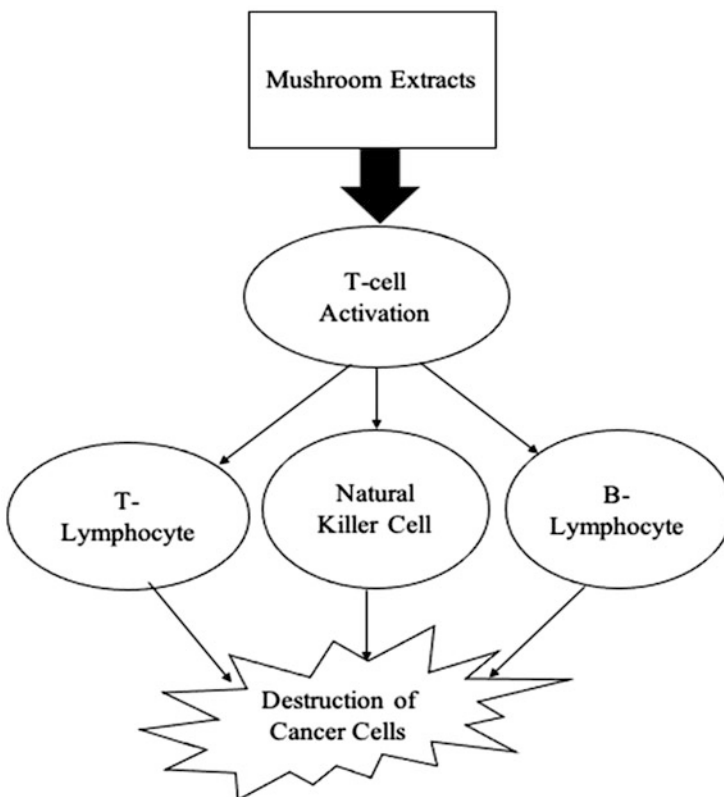 Mushroom Extracts
T-cell
Activation
T-
Lymphocyte
Natural
Killer Cell
B-
Lymphocyte
Destruction of
Cancer Cells